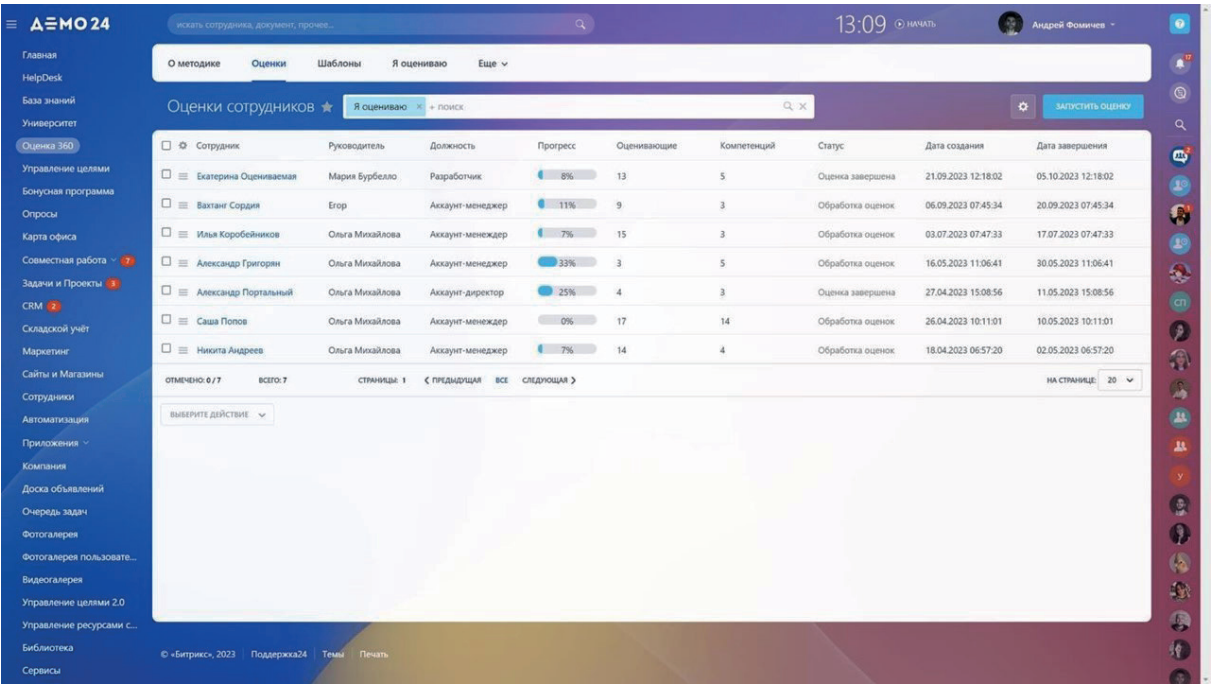 ДЕМО24
искать сотрудника, документ, прочее...
13:09 НАЧАТЬ
Андрей Фомичев
Главная
HelpDesk
База знаний
Университет
Оценка 360
Управление целями
Бонусная программа
Опросы
Карта офиса
Совместная работа 7
Задачи и Проекты 3
CRM 2
Складской учёт
Маркетинг
Сайты и Магазины
Сотрудники
Автоматизация
Приложения
Компания
Доска объявлений
Очередь задач
Фотогалерея
Фотогалерея пользовате...
Видеогалерея
Управление целями 2.0
Управление ресурсами с...
Библиотека
Сервисы
О методике Оценки Шаблоны Я оцениваю Еще
Оценки сотрудников Я оцениваю × + поиск ЗАПУСТИТЬ ОЦЕНКУ
Сотрудник Руководитель Должность Прогресс Оценивающие Компетенций Статус Дата создания Дата завершения
Екатерина Оцениваемая Мария Бурбелло Разработчик 8% 13 5 Оценка завершена 21.09.2023 12:18:02 05.10.2023 12:18:02
Вахтанг Сордия Егор Аккаунт-менеджер 11% 9 3 Обработка оценок 06.09.2023 07:45:34 20.09.2023 07:45:34
Илья Коробейников Ольга Михайлова Аккаунт-менеждер 7% 15 3 Обработка оценок 03.07.2023 07:47:33 17.07.2023 07:47:33
Александр Григорян Ольга Михайлова Аккаунт-менеджер 33% 3 5 Обработка оценок 16.05.2023 11:06:41 30.05.2023 11:06:41
Александр Портальный Ольга Михайлова Аккаунт-директор 25% 4 3 Оценка завершена 27.04.2023 15:08:56 11.05.2023 15:08:56
Саша Попов Ольга Михайлова Аккаунт-менеждер 0% 17 14 Обработка оценок 26.04.2023 10:11:01 10.05.2023 10:11:01
Никита Андреев Ольга Михайлова Аккаунт-менеджер 7% 14 4 Обработка оценок 18.04.2023 06:57:20 02.05.2023 06:57:20
ОТМЕЧЕНО: 0 / 7 ВСЕГО: 7 СТРАНИЦЫ: 1 ПРЕДЫДУЩАЯ ВСЕ СЛЕДУЮЩАЯ НА СТРАНИЦЕ: 20
ВЫБЕРИТЕ ДЕЙСТВИЕ
© «Битрикс», 2023 Поддержка24 Темы Печать
СП
У